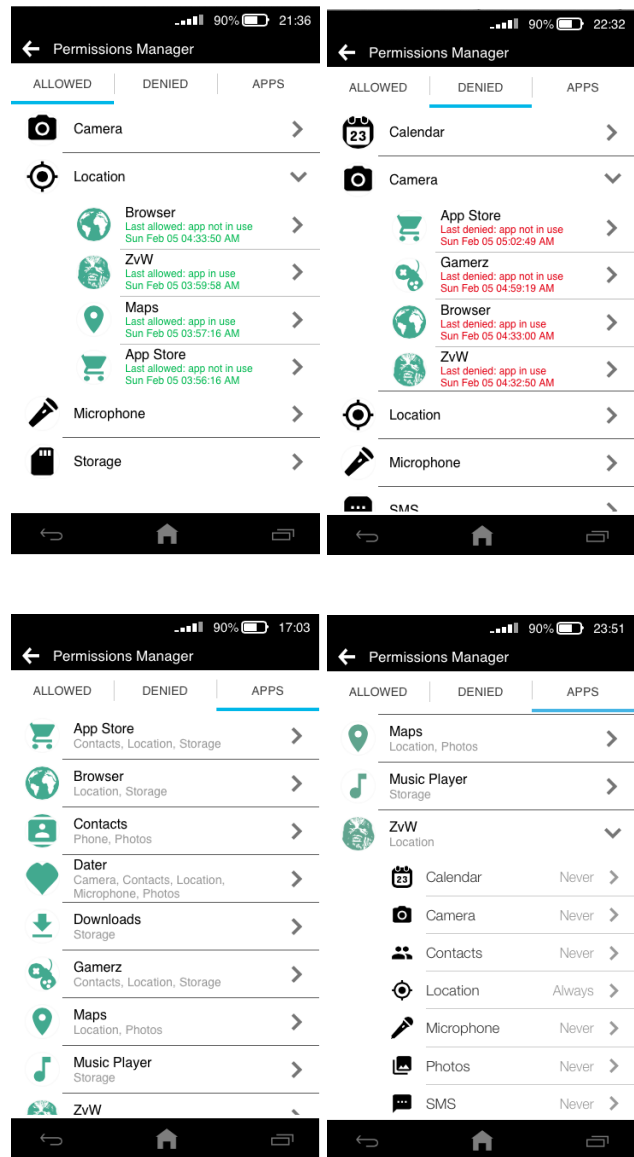 90% 21:36
Permissions Manager
ALLOWED DENIED APPS
Camera
Location
Browser
Last allowed: app not in use
Sun Feb 05 04:33:50 AM
ZvW
Last allowed: app in use
Sun Feb 05 03:59:58 AM
Maps
Last allowed: app in use
Sun Feb 05 03:57:16 AM
App Store
Last allowed: app not in use
Sun Feb 05 03:56:16 AM
Microphone
Storage
90% 22:32
Permissions Manager
ALLOWED DENIED APPS
23 Calendar
Camera
App Store
Last denied: app not in use
Sun Feb 05 05:02:49 AM
Gamerz
Last denied: app not in use
Sun Feb 05 04:59:19 AM
Browser
Last denied: app in use
Sun Feb 05 04:33:00 AM
ZvW
Last denied: app in use
Sun Feb 05 04:32:50 AM
Location
Microphone
SMS
90% 17:03
Permissions Manager
ALLOWED DENIED APPS
App Store
Contacts, Location, Storage
Browser
Location, Storage
Contacts
Phone, Photos
Dater
Camera, Contacts, Location,
Microphone, Photos
Downloads
Storage
Gamerz
Contacts, Location, Storage
Maps
Location, Photos
Music Player
Storage
ZvW
90% 23:51
Permissions Manager
ALLOWED DENIED APPS
Maps
Location, Photos
Music Player
Storage
ZvW
Location
23 Calendar Never
Camera Never
Contacts Never
Location Always
Microphone Never
Photos Never
SMS Never